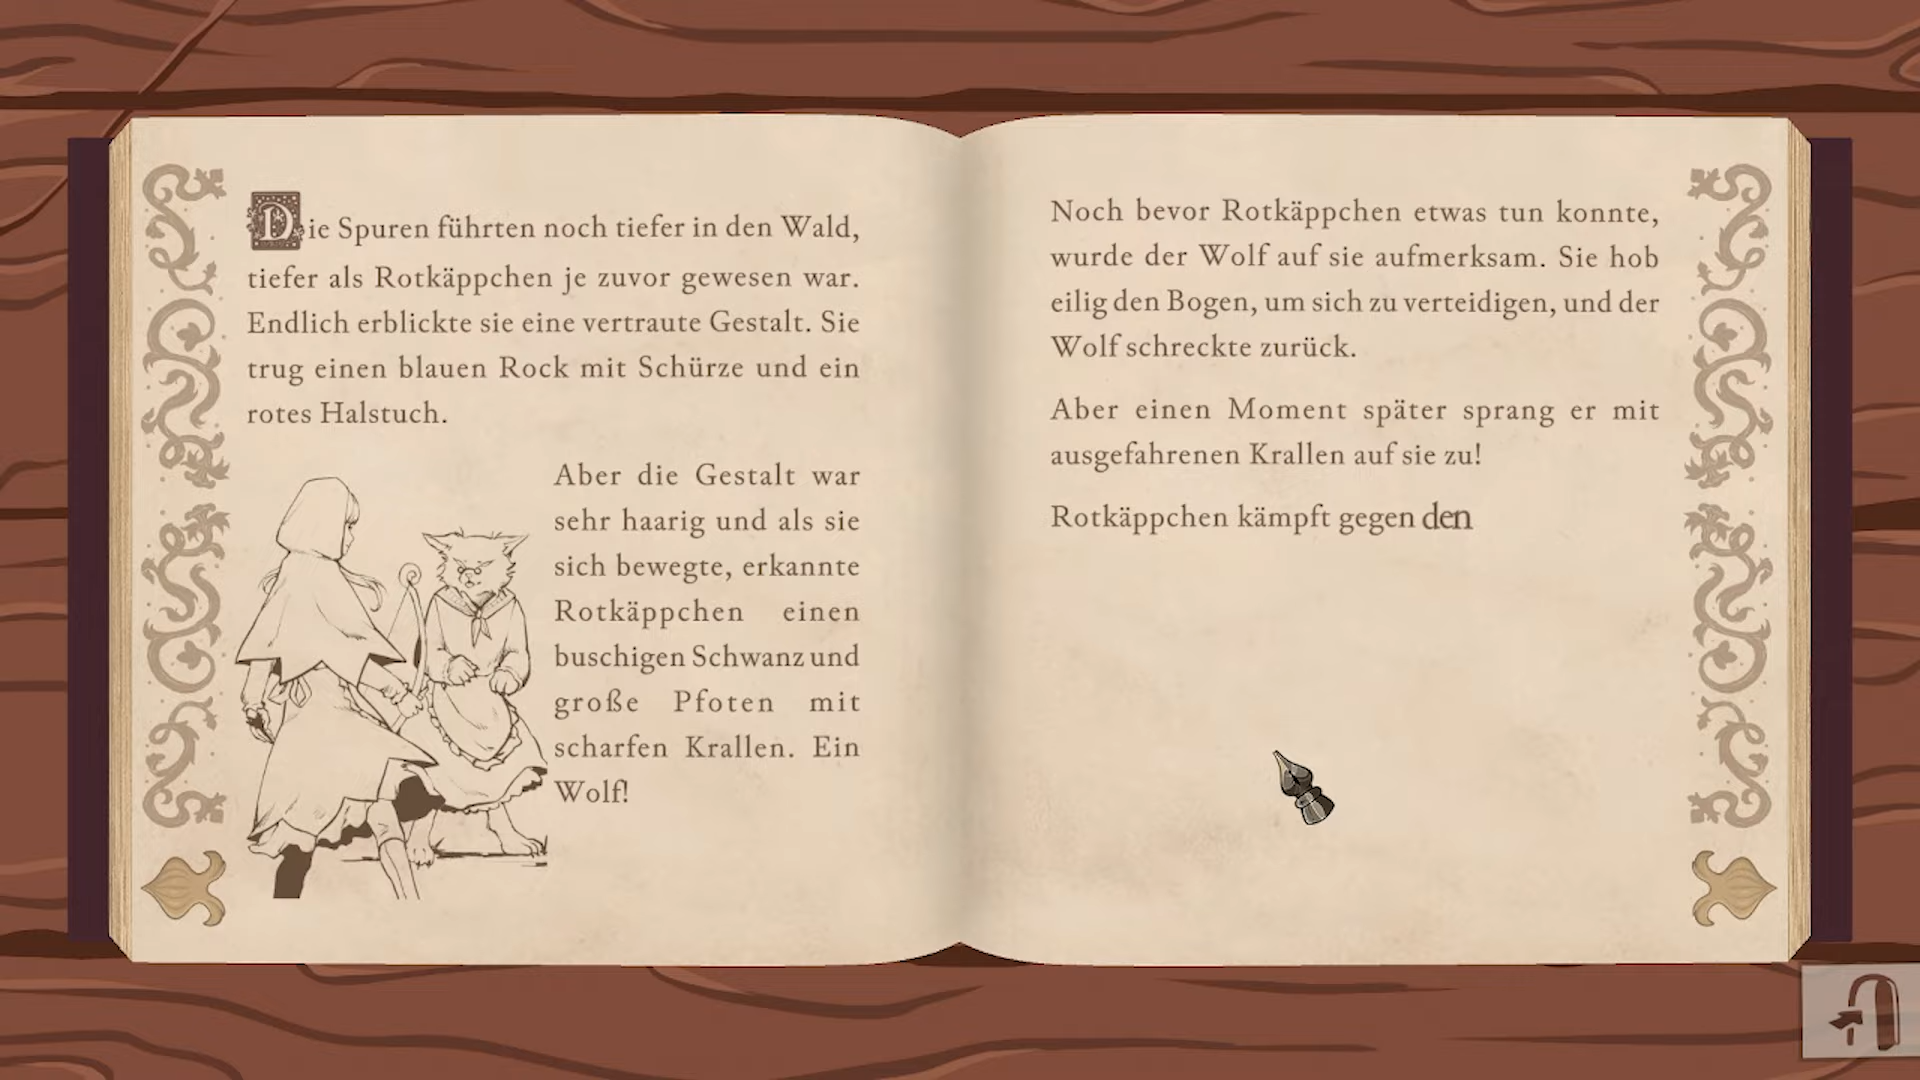 Die Spuren führten noch tiefer in den Wald,
tiefer als Rotkäppchen je zuvor gewesen war.
Endlich erblickte sie eine vertraute Gestalt. Sie
trug einen blauen Rock mit Schürze und ein
rotes Halstuch.
Aber die Gestalt war
sehr haarig und als sie
sich bewegte, erkannte
Rotkäppchen einen
buschigen Schwanz und
große Pfoten mit
scharfen Krallen. Ein
Wolf!
Noch bevor Rotkäppchen etwas tun konnte,
wurde der Wolf auf sie aufmerksam. Sie hob
eilig den Bogen, um sich zu verteidigen, und der
Wolf schreckte zurück.
Aber einen Moment später sprang er mit
ausgefahrenen Krallen auf sie zu!
Rotkäppchen kämpft gegen den